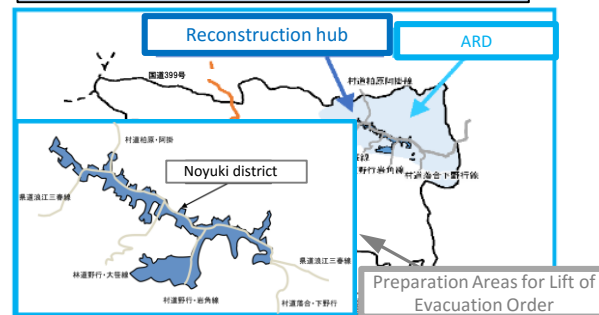 Reconstruction hub
ARD
国道399号
村道柏原阿掛線
村道柏原・阿掛
Noyuki district
県道浪江三春線
野行岩角線
村道落合下野行線
県道浪江三春線
林道野行・大笹線
村道野行・岩角線
村道落合・下野行
Preparation Areas for Lift of
Evacuation Order